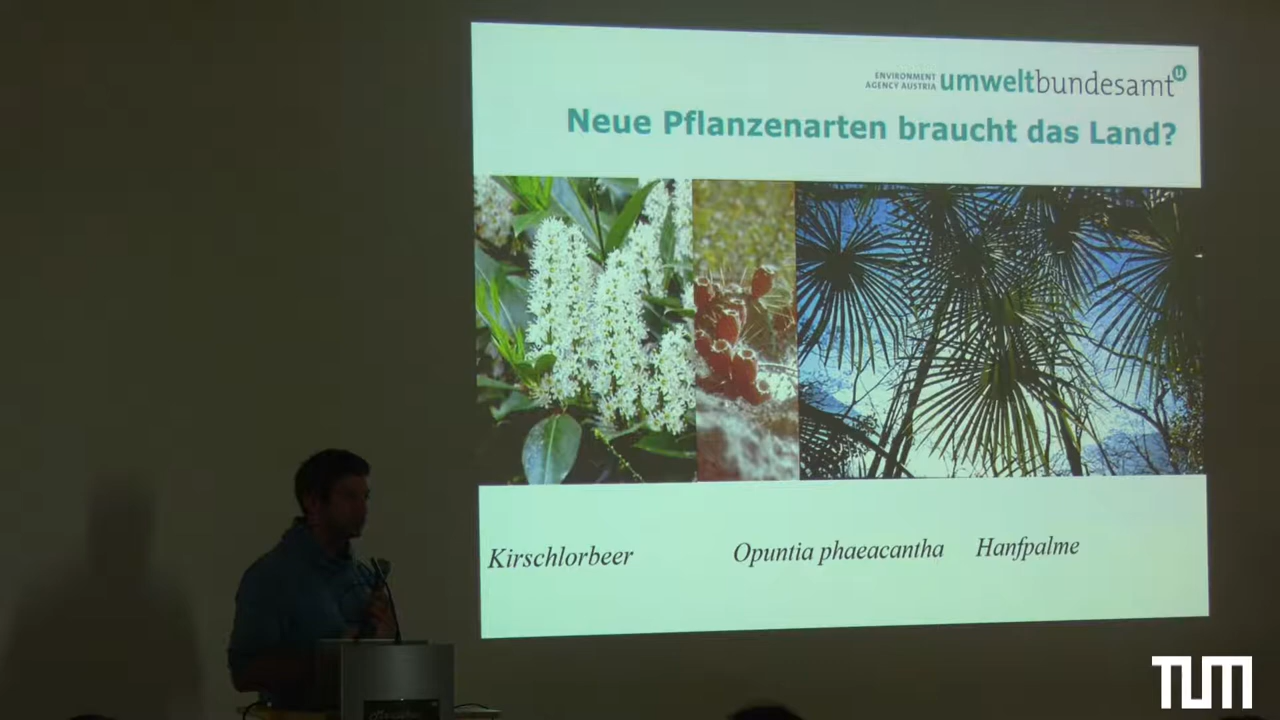 ENVIRONMENT
AGENCY AUSTRIA umweltbundesamt
Neue Pflanzenarten braucht das Land?
Kirschlorbeer Opuntia phaeacantha Hanfpalme
TUM